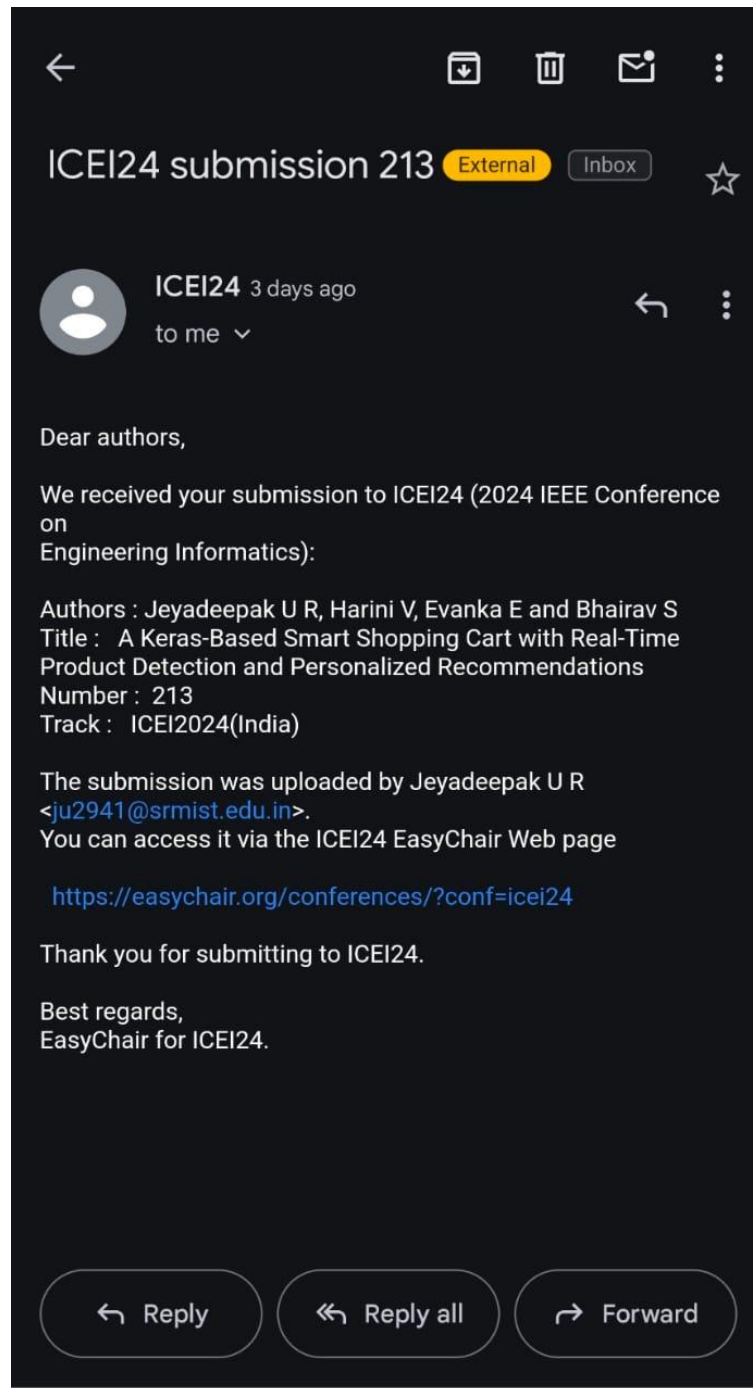 ICEI24 submission 213 External Inbox
ICEI24 3 days ago
to me
Dear authors,
We received your submission to ICEI24 (2024 IEEE Conference
on
Engineering Informatics):
Authors : Jeyadeepak U R, Harini V, Evanka E and Bhairav S
Title : A Keras-Based Smart Shopping Cart with Real-Time
Product Detection and Personalized Recommendations
Number : 213
Track : ICEI2024(India)
The submission was uploaded by Jeyadeepak U R
<ju2941@srmist.edu.in>.
You can access it via the ICEI24 EasyChair Web page
https://easychair.org/conferences/?conf=icei24
Thank you for submitting to ICEI24.
Best regards,
EasyChair for ICEI24.
Reply Reply all Forward